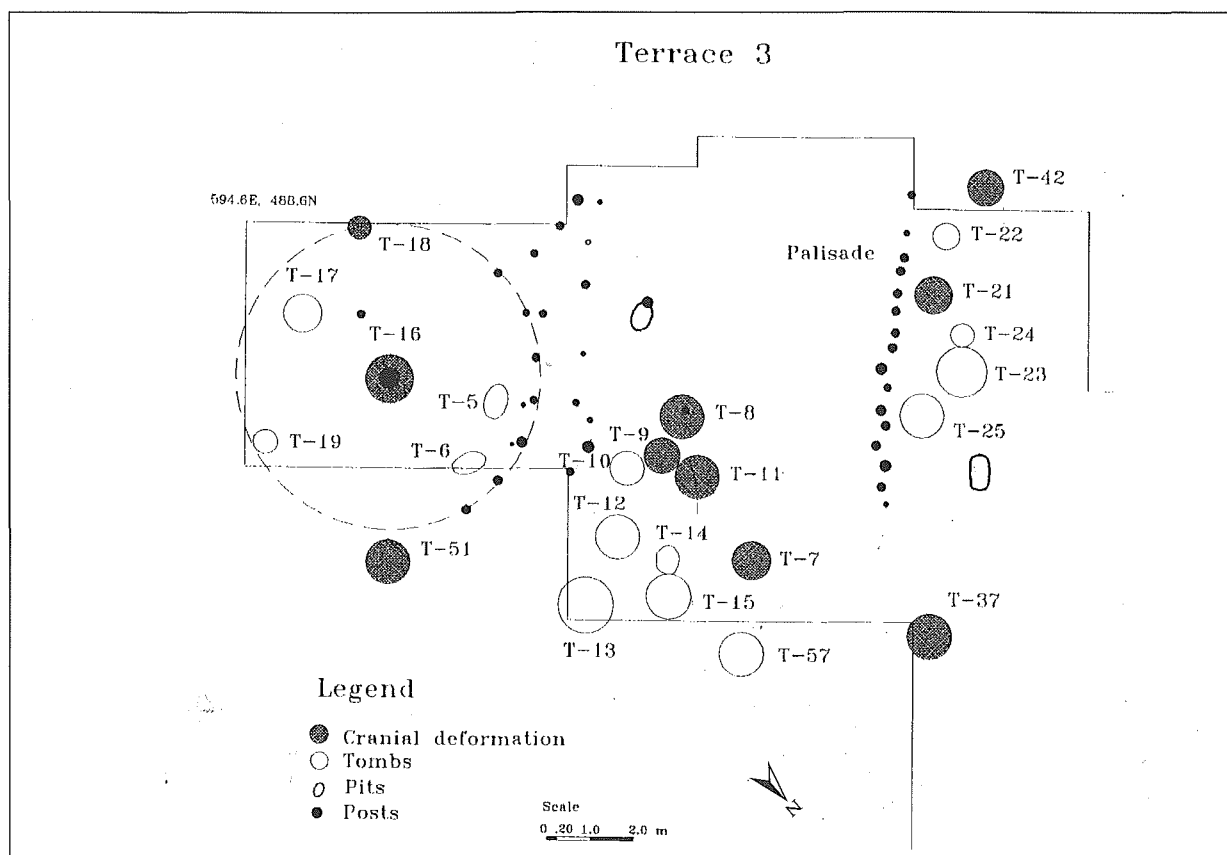 Terrace 3
T-42
594.6E, 488.6N
T-22
T-18
Palisade
T-17
T-21
T-16
T-24
T-23
T-5
T-8
T-9
T-25
T-19
T-6
T-10
T-11
T-12
T-14
T-51
T-7
T-15
T-37
T-13
T-57
Legend
Cranial deformation
Tombs
Pits
Posts
Scale
0 .20 1.0 2.0 m
N